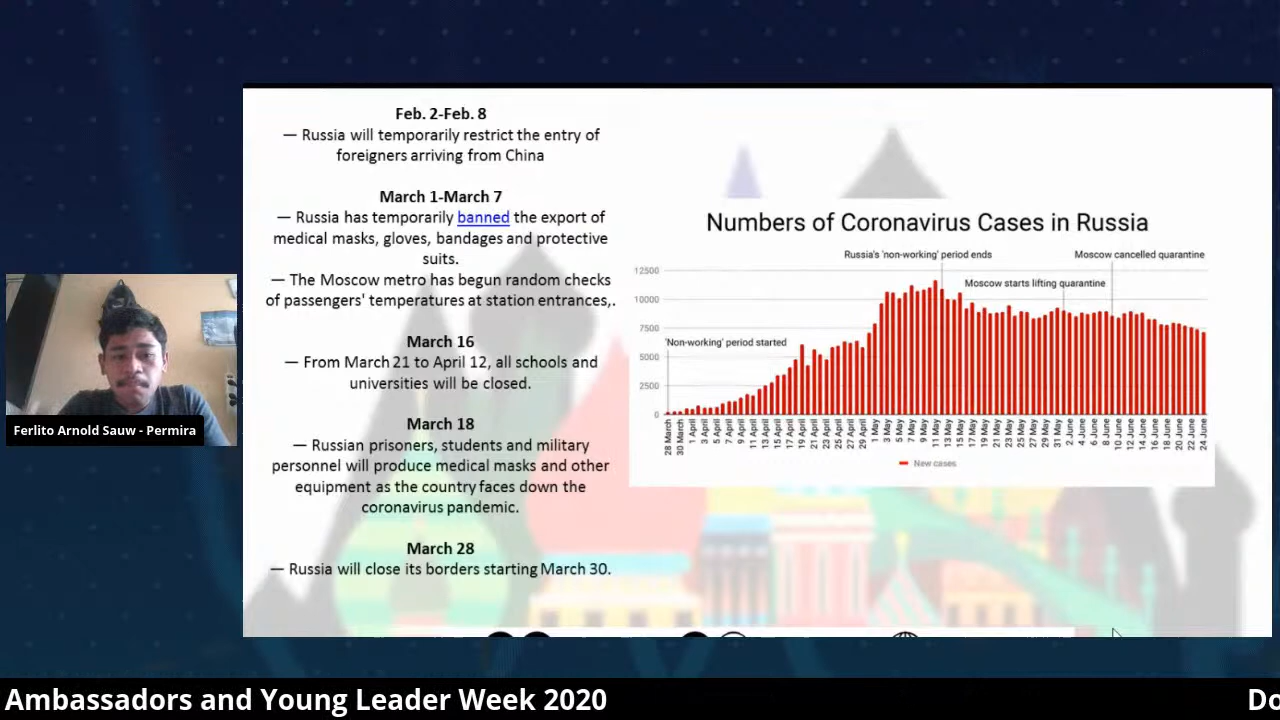 Feb. 2-Feb. 8
— Russia will temporarily restrict the entry of
foreigners arriving from China
March 1-March 7
— Russia has temporarily banned the export of
medical masks, gloves, bandages and protective
suits.
— The Moscow metro has begun random checks
of passengers' temperatures at station entrances,.
March 16
— From March 21 to April 12, all schools and
universities will be closed.
March 18
— Russian prisoners, students and military
personnel will produce medical masks and other
equipment as the country faces down the
coronavirus pandemic.
March 28
— Russia will close its borders starting March 30.
Numbers of Coronavirus Cases in Russia
Russia's 'non-working' period ends
Moscow cancelled quarantine
Moscow starts lifting quarantine
'Non-working' period started
12500
10000
7500
5000
2500
0
28 March
30 March
1 April
3 April
5 April
7 April
9 April
11 April
13 April
15 April
17 April
19 April
21 April
23 April
25 April
27 April
29 April
1 May
3 May
5 May
7 May
9 May
11 May
13 May
15 May
17 May
19 May
21 May
23 May
25 May
27 May
29 May
31 May
2 June
4 June
6 June
8 June
10 June
12 June
14 June
16 June
18 June
20 June
22 June
24 June
New cases
Ferlito Arnold Sauw - Permira
Ambassadors and Young Leader Week 2020
Do